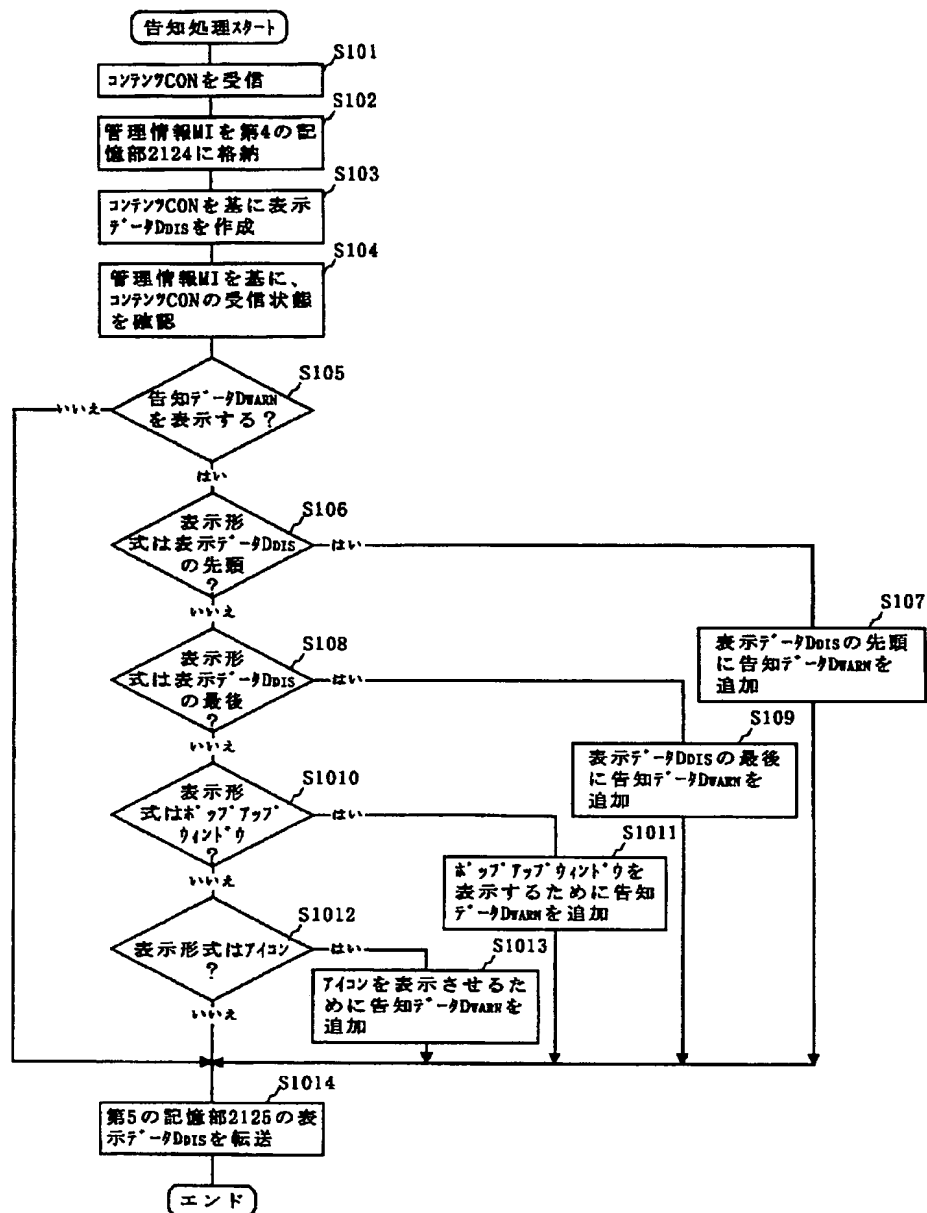 告知処理スタート
S101
コンテンツCONを受信
S102
管理情報MIを第4の記
憶部2124に格納
S103
コンテンツCONを基に表示
データDDISを作成
S104
管理情報MIを基に、
コンテンツCONの受信状態
を確認
S105
告知データDWARN
を表示する?
いいえ
はい
S106
表示形
式は表示データDDIS
の先頭
?
はい
いいえ
S107
表示データDDISの先頭
に告知データDWARNを
追加
S108
表示形
式は表示データDDIS
の最後
?
はい
いいえ
S109
表示データDDISの最後
に告知データDWARNを
追加
S1010
表示形
式はポップアップ
ウィンドウ
?
はい
いいえ
S1011
ポップアップウィンドウを
表示するために告知
データDWARNを追加
S1012
表示形式はアイコン
?
はい
いいえ
S1013
アイコンを表示させるた
めに告知データDWARNを
追加
S1014
第5の記憶部2125の表
示データDDISを転送
エンド